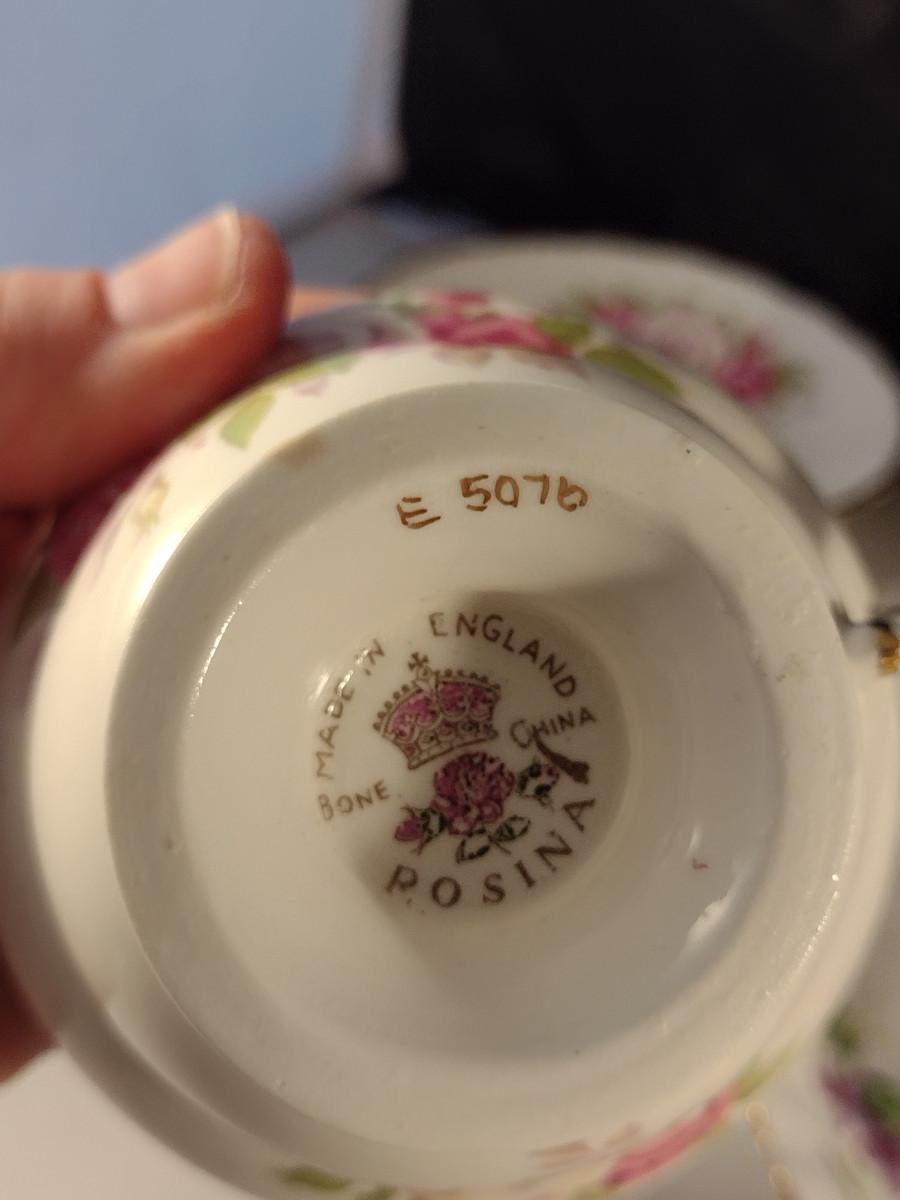 E 5076
MADE IN ENGLAND
BONE CHINA
ROSINA